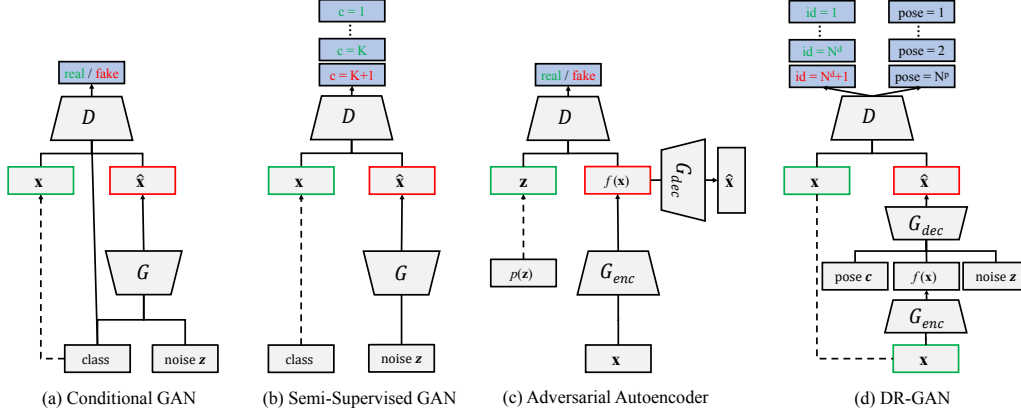 real / fake
D
x
x̂
G
class
noise z
(a) Conditional GAN
c = 1
c = K
c = K+1
D
x
x̂
G
class
noise z
(b) Semi-Supervised GAN
real / fake
D
z
f(x)
G_dec
x̂
p(z)
G_enc
x
(c) Adversarial Autoencoder
id = 1
pose = 1
id = N^d
pose = 2
id = N^d+1
pose = N^p
D
x
x̂
G_dec
pose c
f(x)
noise z
G_enc
x
(d) DR-GAN